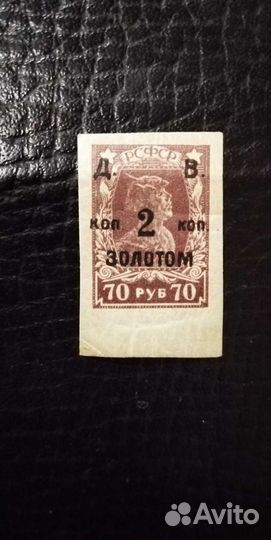 РСФСР
Д. В.
коп 2 коп.
ЗОЛОТОМ
70 РУБ 70
Avito